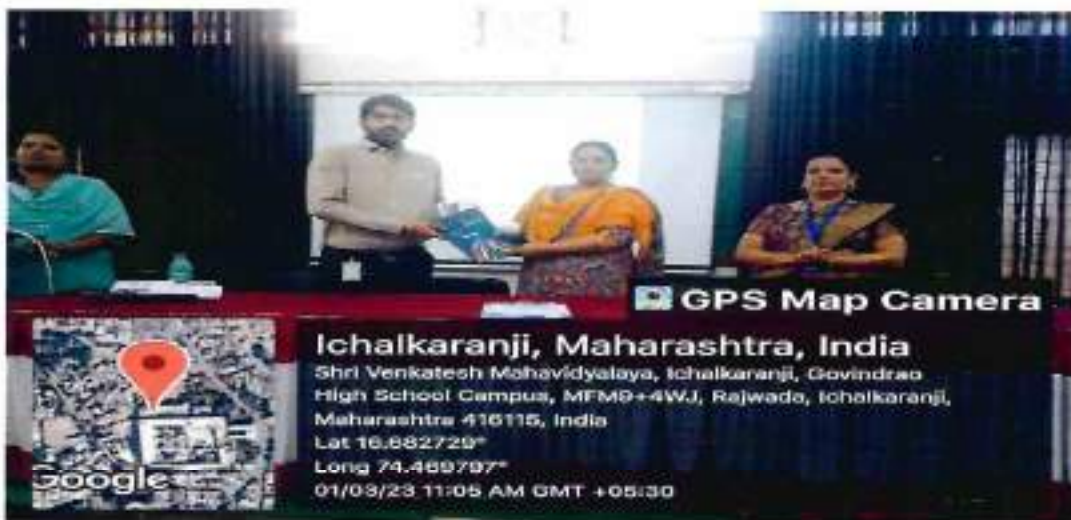 GPS Map Camera
Ichalkaranji, Maharashtra, India
Shri Venkatesh Mahavidyalaya, Ichalkaranji, Govindrao
High School Campus, MFM9+4WJ, Rajwada, Ichalkaranji,
Maharashtra 416115, India
Lat 16.682729°
Long 74.469797°
01/03/23 11:05 AM GMT +05:30
Google